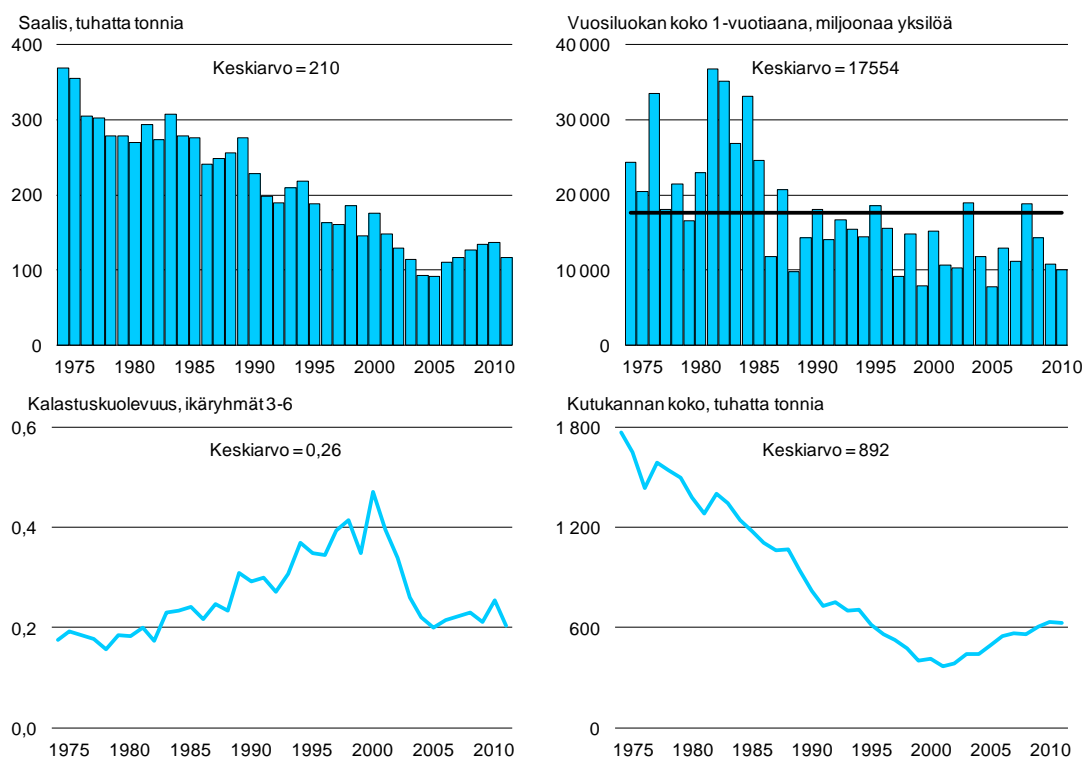 Saalis, tuhatta tonnia
400
Keskiarvo = 210
300
200
100
0
1975 1980 1985 1990 1995 2000 2005 2010
Vuosiluokan koko 1-vuotiaana, miljoonaa yksilöä
40 000
Keskiarvo = 17554
30 000
20 000
10 000
0
1975 1980 1985 1990 1995 2000 2005 2010
Kalastuskuolevuus, ikäryhmät 3-6
0,6
Keskiarvo = 0,26
0,4
0,2
0,0
1975 1980 1985 1990 1995 2000 2005 2010
Kutukannan koko, tuhatta tonnia
1 800
Keskiarvo = 892
1 200
600
0
1975 1980 1985 1990 1995 2000 2005 2010